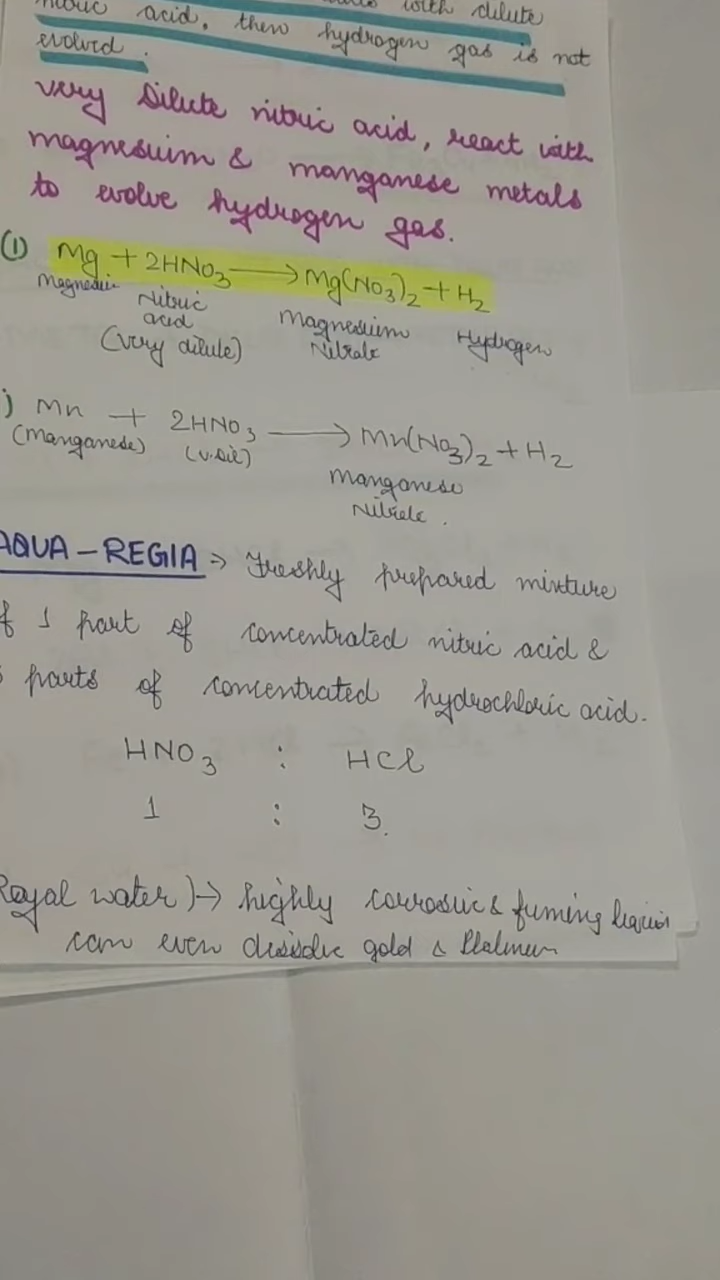 with dilute
acid, then hydrogen gas is not
evolved.
very Dilute nitric acid, react with
magnesium & manganese metals
to evolve hydrogen gas.
(1) Mg + 2HNO3 → Mg(NO3)2 + H2
Magnesium Nitric acid (very dilute) Magnesium Nitrate Hydrogen
) Mn + 2HNO3 → Mn(NO3)2 + H2
(Manganese) (v.dil) Manganese Nitrate.
AQUA-REGIA → Freshly prepared mixture
of 1 part of concentrated nitric acid &
parts of concentrated hydrochloric acid.
HNO3 : HCl
1 : 3.
Royal water) → highly corrosive & fuming liquid
can even dissolve gold & Platinum